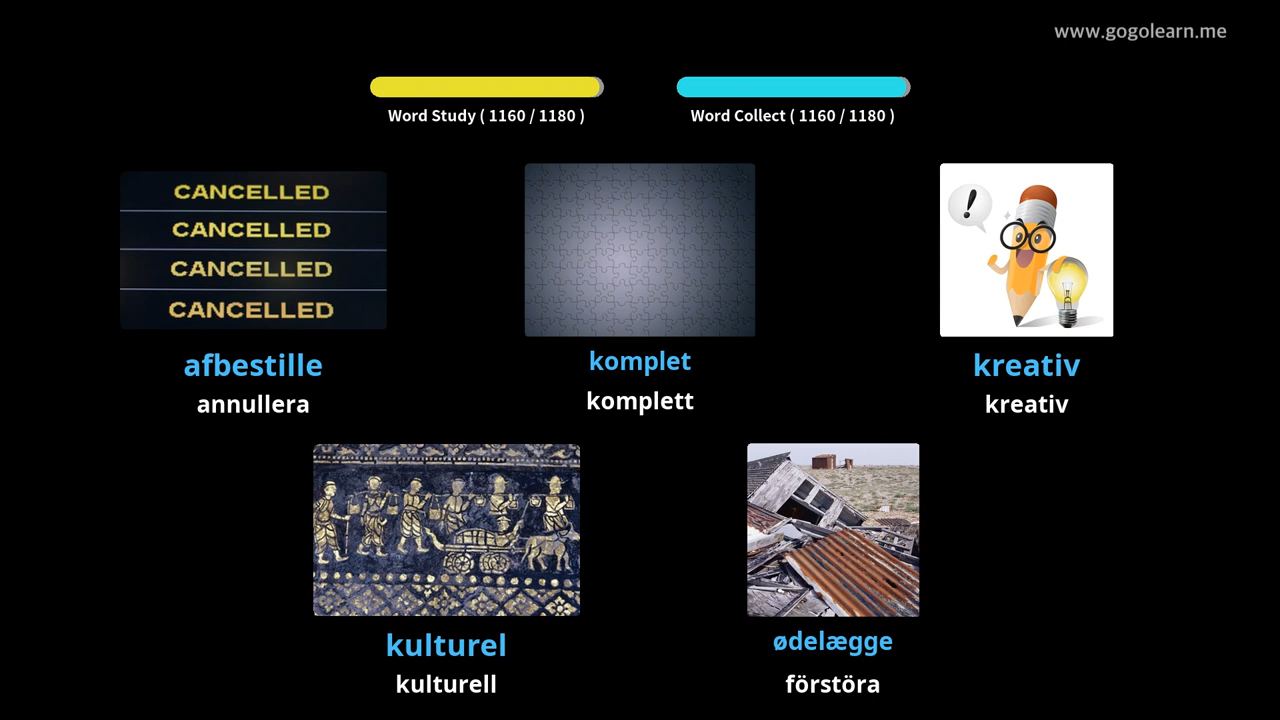 www.gogolearn.me
Word Study ( 1160 / 1180 )
Word Collect ( 1160 / 1180 )
CANCELLED
CANCELLED
CANCELLED
CANCELLED
!
afbestille
annullera
komplet
komplett
kreativ
kreativ
kulturel
kulturell
ødelægge
förstöra